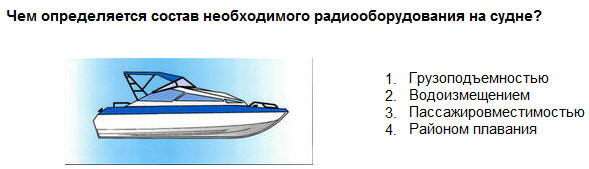 Чем определяется состав необходимого радиооборудования на судне?
1. Грузоподъемностью
2. Водоизмещением
3. Пассажировместимостью
4. Районом плавания